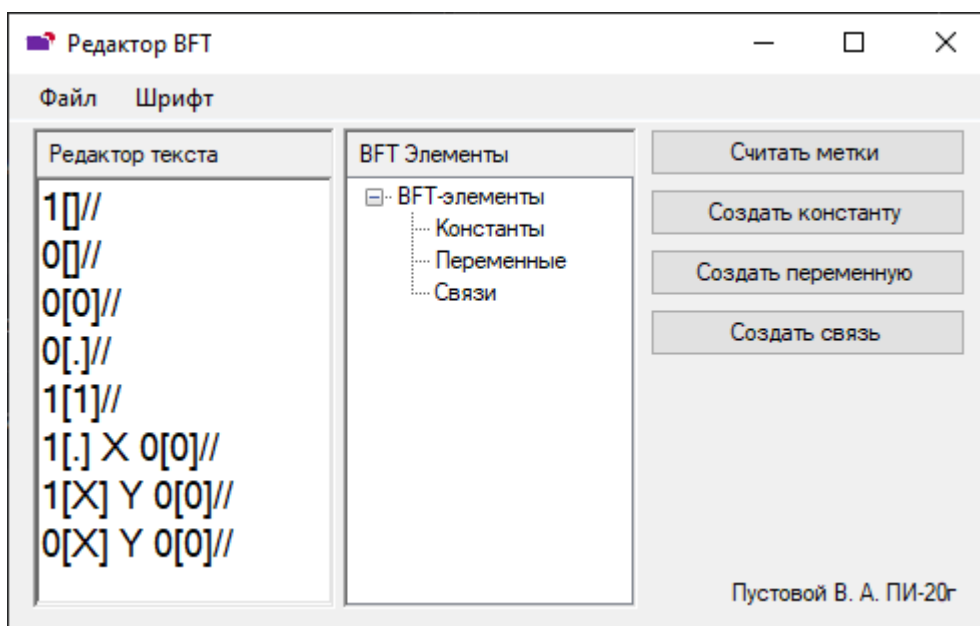 Редактор BFT
Файл Шрифт
Редактор текста
1[]//
0[]//
0[0]//
0[.]//
1[1]//
1[.] X 0[0]//
1[X] Y 0[0]//
0[X] Y 0[0]//
BFT Элементы
BFT-элементы
Константы
Переменные
Связи
Считать метки
Создать константу
Создать переменную
Создать связь
Пустовой В. А. ПИ-20г